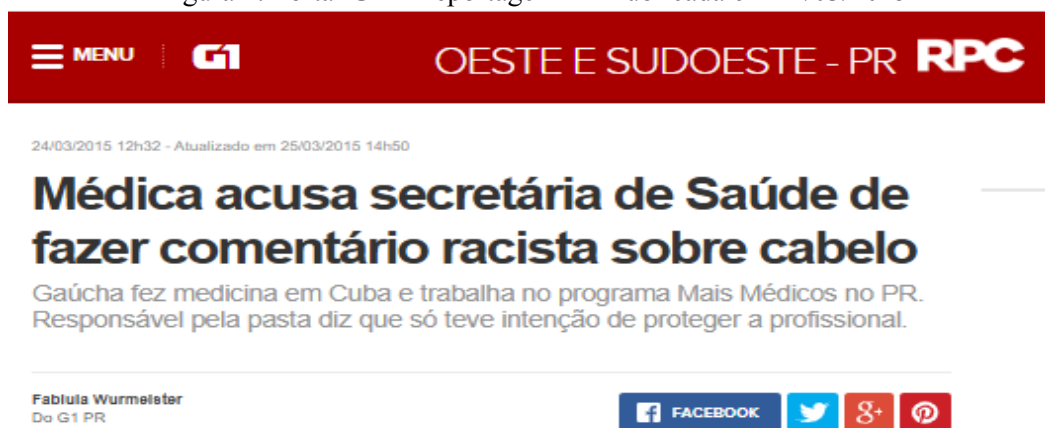 MENU G1 OESTE E SUDOESTE - PR RPC
24/03/2015 12h32 - Atualizado em 25/03/2015 14h50
Médica acusa secretária de Saúde de
fazer comentário racista sobre cabelo
Gaúcha fez medicina em Cuba e trabalha no programa Mais Médicos no PR.
Responsável pela pasta diz que só teve intenção de proteger a profissional.
Fabiula Wurmeister
Do G1 PR
FACEBOOK